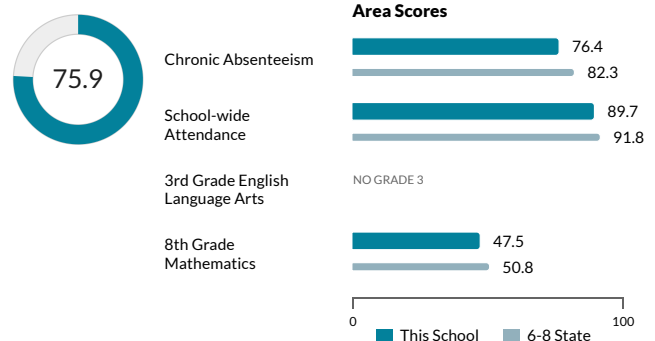 Area Scores
75.9
Chronic Absenteeism
76.4
82.3
School-wide
Attendance
89.7
91.8
3rd Grade English
Language Arts
NO GRADE 3
8th Grade
Mathematics
47.5
50.8
0
100
This School
6-8 State